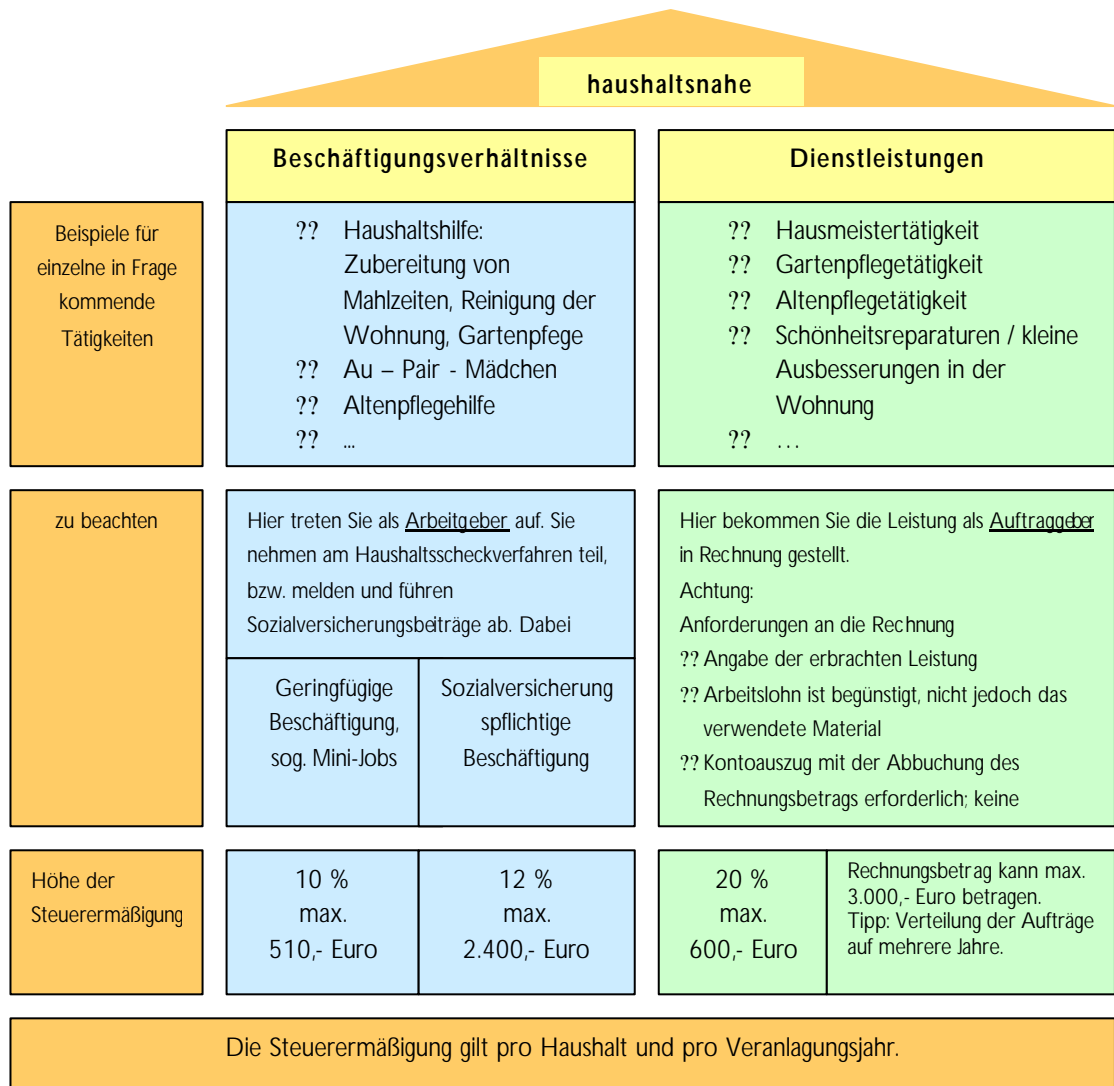 haushaltsnahe
Beschäftigungsverhältnisse
Dienstleistungen
Beispiele für
einzelne in Frage
kommende
Tätigkeiten
?? Haushaltshilfe:
Zubereitung von
Mahlzeiten, Reinigung der
Wohnung, Gartenpfege
?? Au – Pair - Mädchen
?? Altenpflegehilfe
?? ...
?? Hausmeistertätigkeit
?? Gartenpflegetätigkeit
?? Altenpflegetätigkeit
?? Schönheitsreparaturen / kleine
Ausbesserungen in der
Wohnung
?? …
zu beachten
Hier treten Sie als Arbeitgeber auf. Sie
nehmen am Haushaltsscheckverfahren teil,
bzw. melden und führen
Sozialversicherungsbeiträge ab. Dabei
Geringfügige
Beschäftigung,
sog. Mini-Jobs
Sozialversicherung
spflichtige
Beschäftigung
Hier bekommen Sie die Leistung als Auftraggeber
in Rechnung gestellt.
Achtung:
Anforderungen an die Rechnung
?? Angabe der erbrachten Leistung
?? Arbeitslohn ist begünstigt, nicht jedoch das
verwendete Material
?? Kontoauszug mit der Abbuchung des
Rechnungsbetrags erforderlich; keine
Höhe der
Steuerermäßigung
10 %
max.
510,- Euro
12 %
max.
2.400,- Euro
20 %
max.
600,- Euro
Rechnungsbetrag kann max.
3.000,- Euro betragen.
Tipp: Verteilung der Aufträge
auf mehrere Jahre.
Die Steuerermäßigung gilt pro Haushalt und pro Veranlagungsjahr.